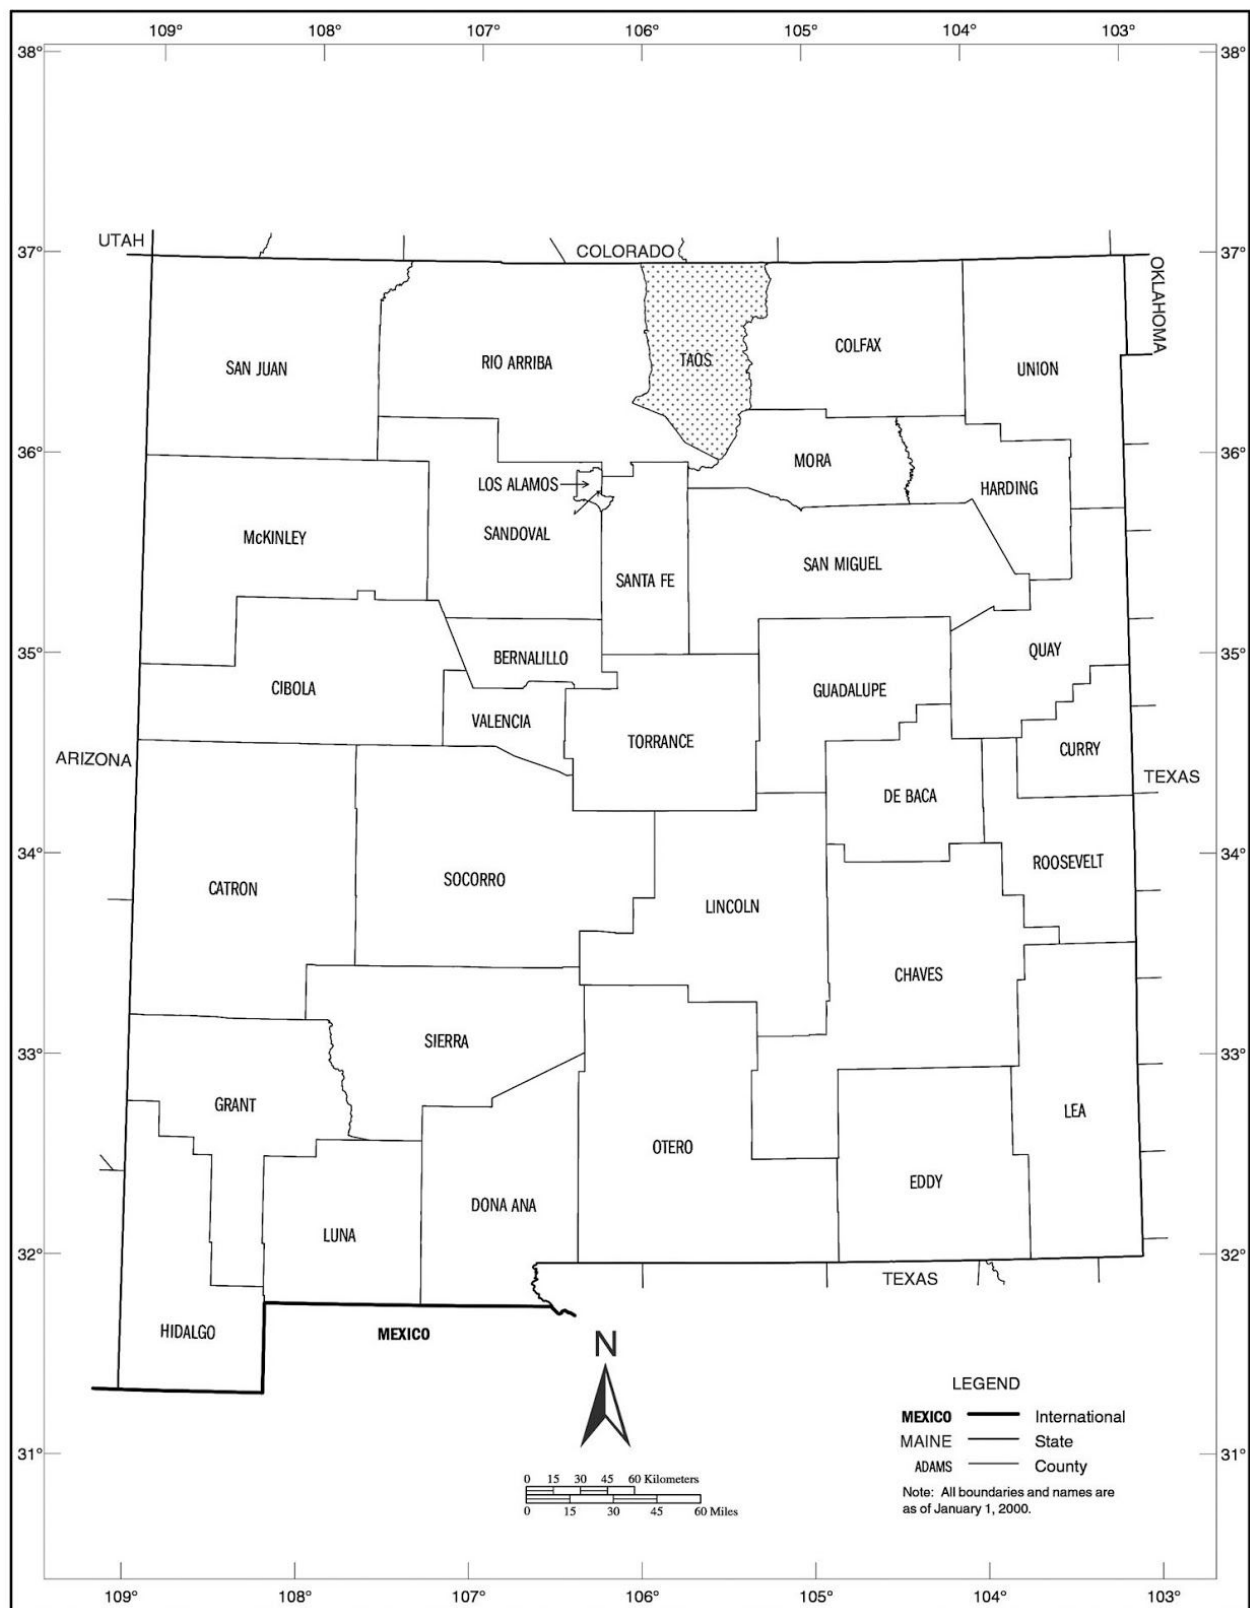 109° 108° 107° 106° 105° 104° 103°
38° 38°
UTAH COLORADO
37° 37°
OKLAHOMA
SAN JUAN RIO ARRIBA TAOS COLFAX UNION
36° 36°
LOS ALAMOS MORA HARDING
McKINLEY SANDOVAL SANTA FE SAN MIGUEL
35° 35°
CIBOLA BERNALILLO GUADALUPE QUAY
VALENCIA TORRANCE CURRY
ARIZONA TEXAS
DE BACA
34° 34°
CATRON SOCORRO LINCOLN ROOSEVELT
CHAVES
33° 33°
SIERRA
GRANT OTERO LEA
EDDY
DONA ANA
LUNA
32° 32°
TEXAS
HIDALGO MEXICO
N
LEGEND
MEXICO International
MAINE State
ADAMS County
31° 31°
Note: All boundaries and names are
as of January 1, 2000.
0 15 30 45 60 Kilometers
0 15 30 45 60 Miles
109° 108° 107° 106° 105° 104° 103°